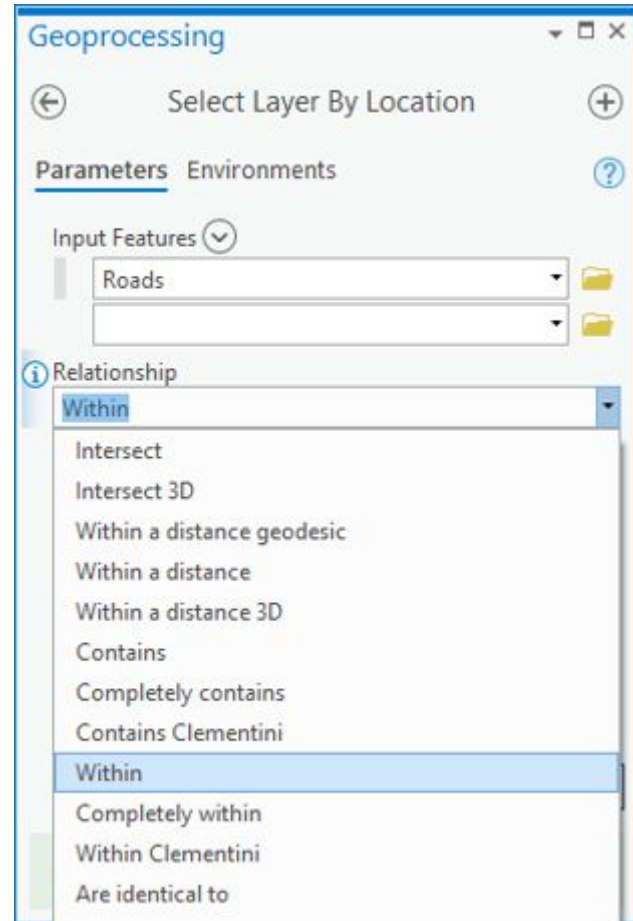 Geoprocessing
Select Layer By Location
Parameters Environments
Input Features
Roads
Relationship
Within
Intersect
Intersect 3D
Within a distance geodesic
Within a distance
Within a distance 3D
Contains
Completely contains
Contains Clementini
Within
Completely within
Within Clementini
Are identical to